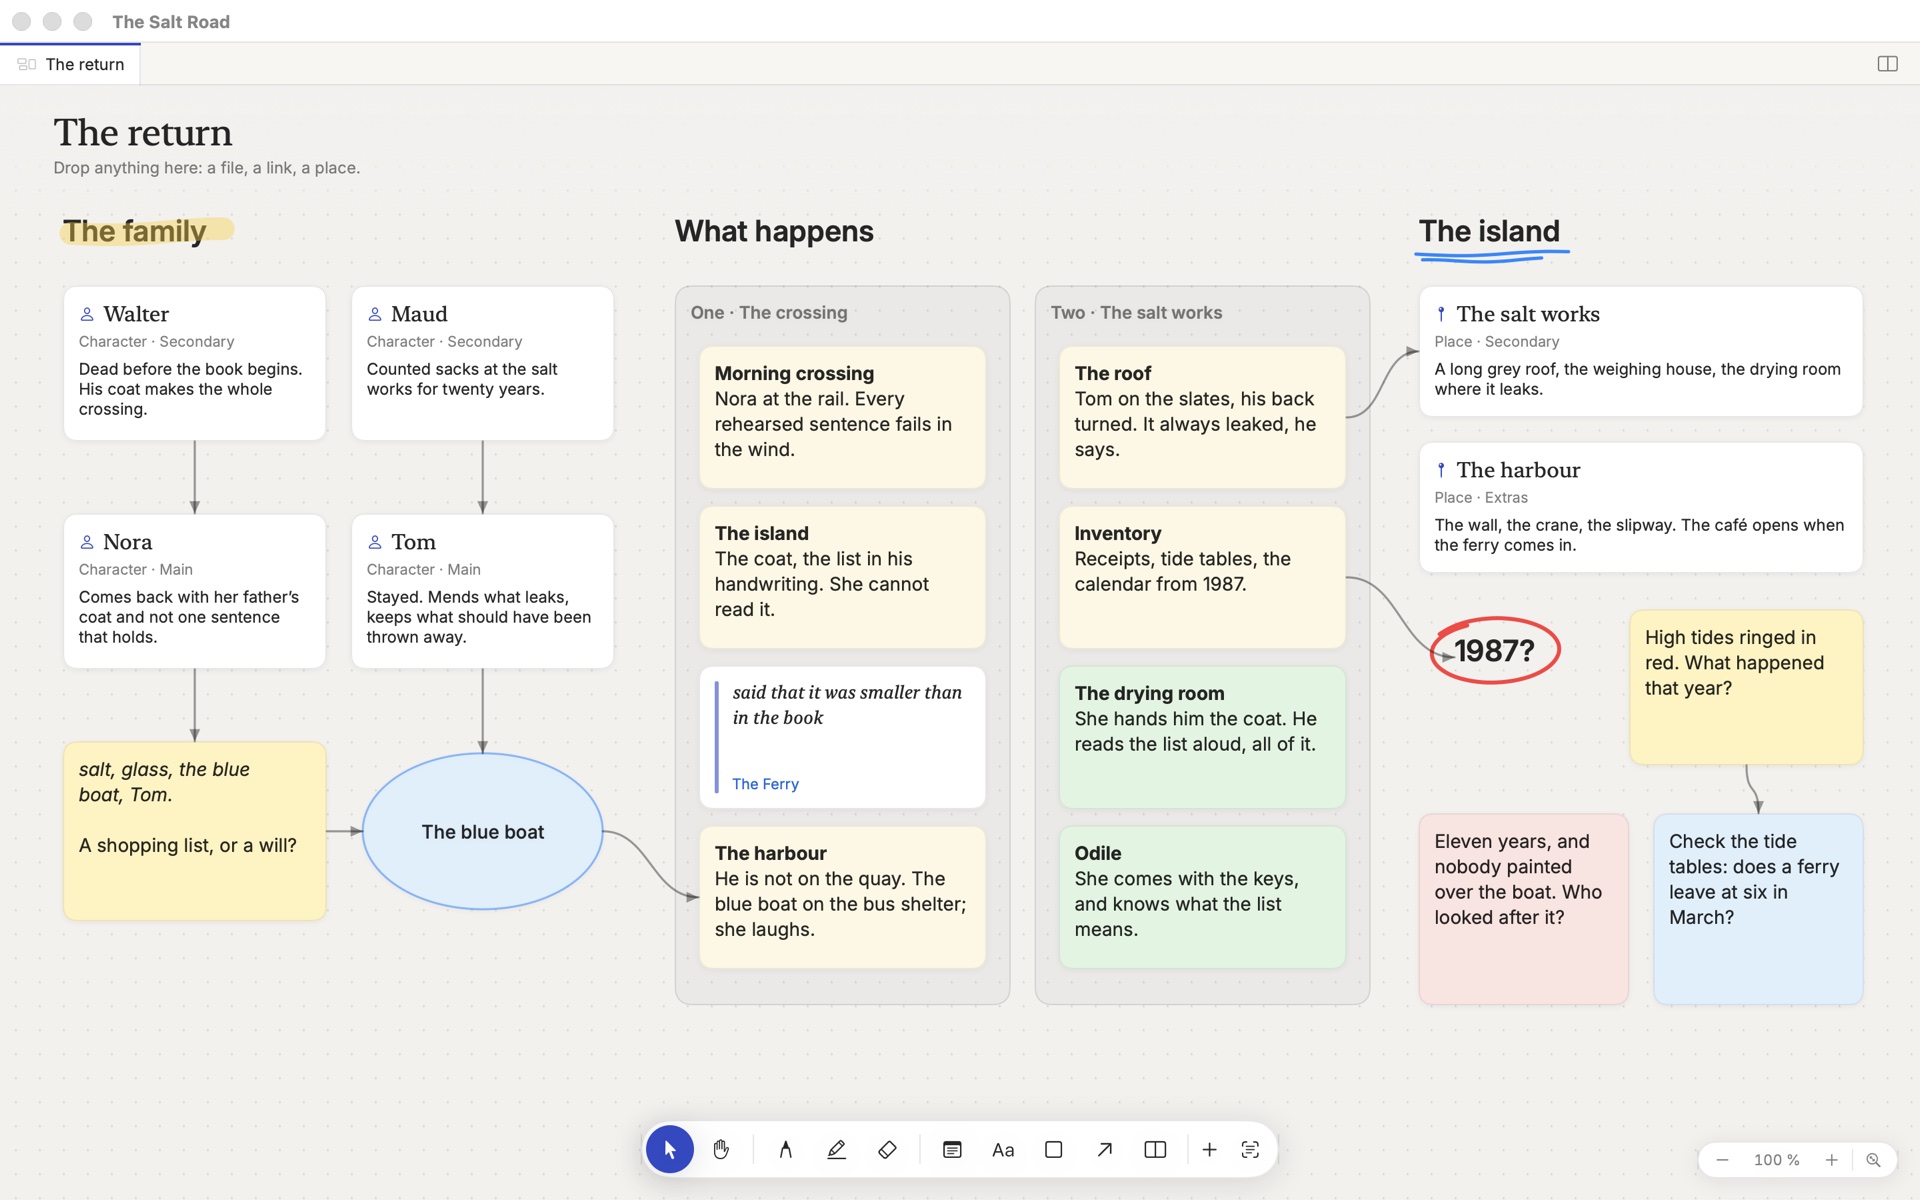 The Salt Road
The return
The return
Drop anything here: a file, a link, a place.
The family
Walter
Character · Secondary
Dead before the book begins.
His coat makes the whole
crossing.
Maud
Character · Secondary
Counted sacks at the salt
works for twenty years.
Nora
Character · Main
Comes back with her father’s
coat and not one sentence
that holds.
Tom
Character · Main
Stayed. Mends what leaks,
keeps what should have been
thrown away.
salt, glass, the blue
boat, Tom.
A shopping list, or a will?
The blue boat
What happens
One · The crossing
Morning crossing
Nora at the rail. Every
rehearsed sentence fails in
the wind.
The island
The coat, the list in his
handwriting. She cannot
read it.
said that it was smaller than
in the book
The Ferry
The harbour
He is not on the quay. The
blue boat on the bus shelter;
she laughs.
Two · The salt works
The roof
Tom on the slates, his back
turned. It always leaked, he
says.
Inventory
Receipts, tide tables, the
calendar from 1987.
The drying room
She hands him the coat. He
reads the list aloud, all of it.
Odile
She comes with the keys,
and knows what the list
means.
The island
The salt works
Place · Secondary
A long grey roof, the weighing house, the drying room
where it leaks.
The harbour
Place · Extras
The wall, the crane, the slipway. The café opens when
the ferry comes in.
1987?
High tides ringed in
red. What happened
that year?
Eleven years, and
nobody painted
over the boat. Who
looked after it?
Check the tide
tables: does a ferry
leave at six in
March?
Aa
100 %